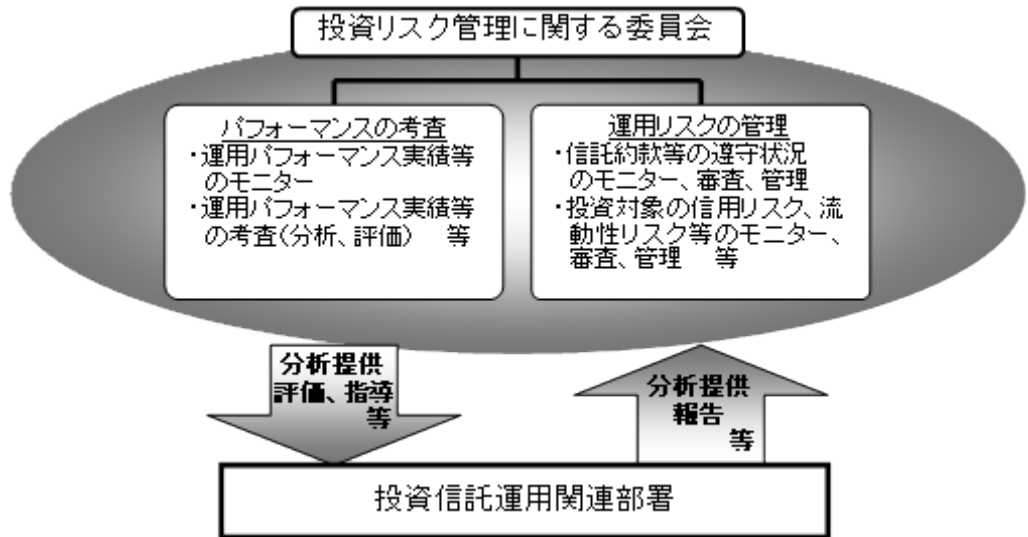 投資リスク管理に関する委員会
パフォーマンスの考査
・運用パフォーマンス実績等
のモニター
・運用パフォーマンス実績等
の考査(分析、評価) 等
運用リスクの管理
・信託約款等の遵守状況
のモニター、審査、管理
・投資対象の信用リスク、流
動性リスク等のモニター、
審査、管理 等
分析提供
評価、指導
等
分析提供
報告
等
投資信託運用関連部署